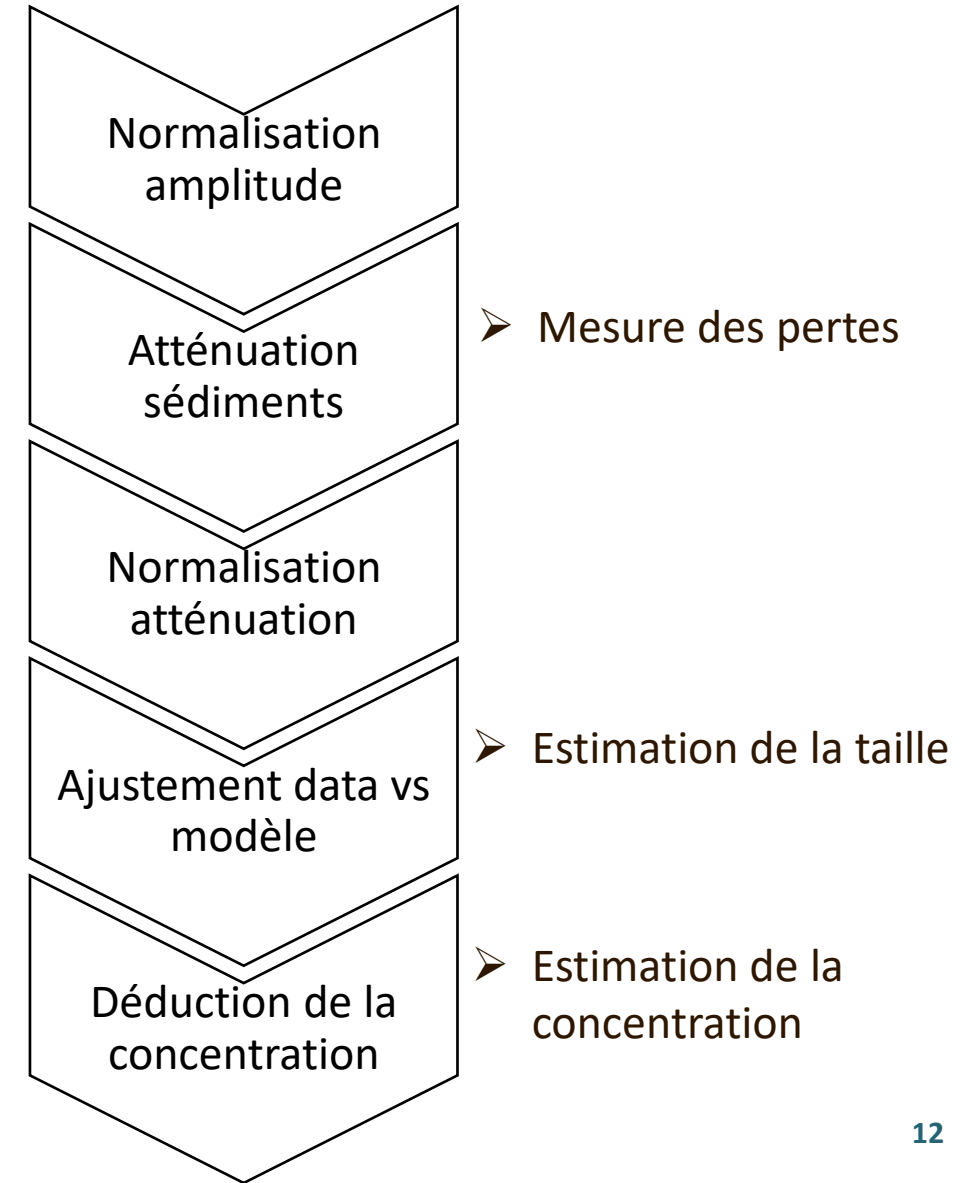 Normalisation
amplitude
Atténuation
sédiments
➢ Mesure des pertes
Normalisation
atténuation
Ajustement data vs
modèle
➢ Estimation de la taille
Déduction de la
concentration
➢ Estimation de la
concentration
12